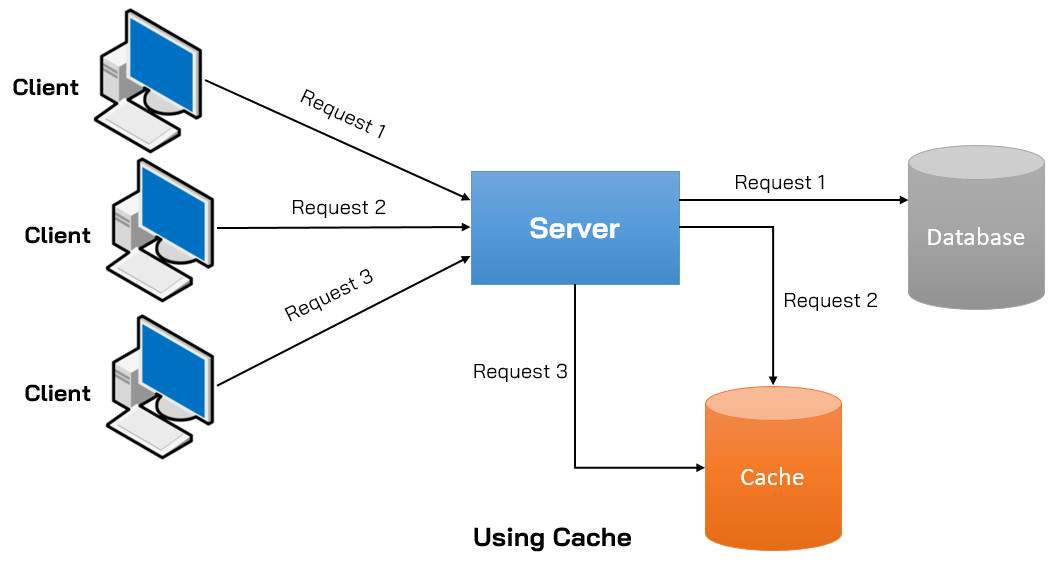 Client
Request 1
Client
Request 2
Client
Request 3
Server
Request 1
Database
Request 2
Request 3
Cache
Using Cache